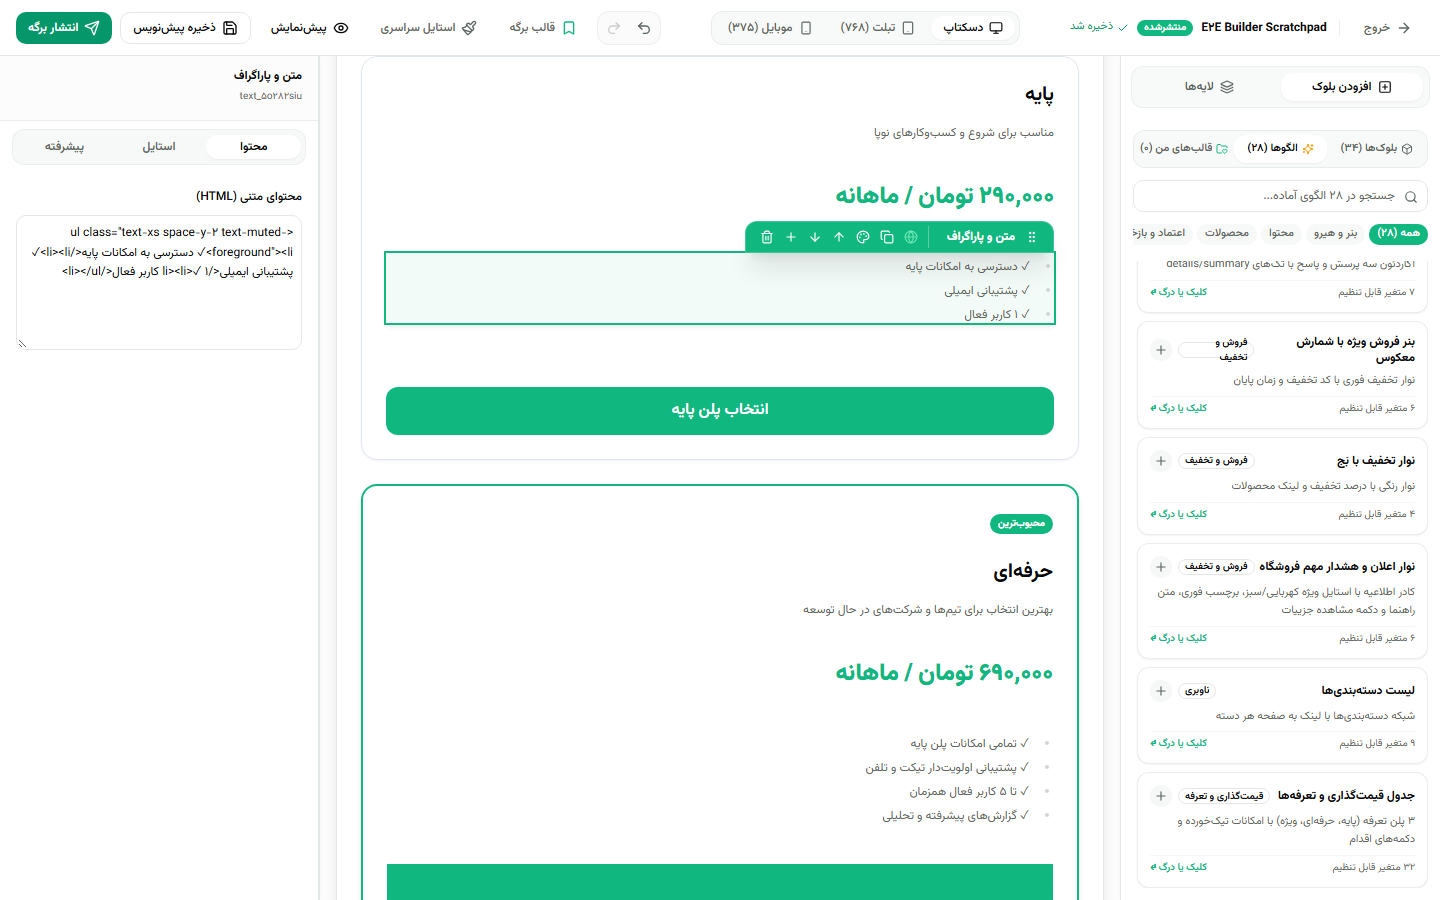 خروج
E2E Builder Scratchpad
منتشرشده
ذخیره شد
دسکتاپ
تبلت (۷۶۸)
موبایل (۳۷۵)
قالب برگه
استایل سراسری
پیش‌نمایش
ذخیره پیش‌نویس
انتشار برگه
افزودن بلوک
لایه‌ها
بلوک‌ها (۳۴)
الگوها (۲۸)
قالب‌های من (۰)
جستجو در ۲۸ الگوی آماده...
همه (۲۸)
بنر و هیرو
محتوا
محصولات
اعتماد و بازخ
آکاردئون سه پرسش و پاسخ با تگ‌های details/summary
۷ متغیر قابل تنظیم
کلیک یا درگ
بنر فروش ویژه با شمارش معکوس
فروش و تخفیف
نوار تخفیف فوری با کد تخفیف و زمان پایان
۶ متغیر قابل تنظیم
کلیک یا درگ
نوار تخفیف با بَج
فروش و تخفیف
نوار رنگی با درصد تخفیف و لینک محصولات
۴ متغیر قابل تنظیم
کلیک یا درگ
نوار اعلان و هشدار مهم فروشگاه
فروش و تخفیف
کادر اطلاعیه با استایل ویژه کهربایی/سبز، برچسب فوری، متن
راهنما و دکمه مشاهده جزییات
۶ متغیر قابل تنظیم
کلیک یا درگ
لیست دسته‌بندی‌ها
ناوبری
شبکه دسته‌بندی‌ها با لینک به صفحه هر دسته
۹ متغیر قابل تنظیم
کلیک یا درگ
جدول قیمت‌گذاری و تعرفه‌ها
قیمت‌گذاری و تعرفه
۳ پلن تعرفه (پایه، حرفه‌ای، ویژه) با امکانات تیک‌خورده و
دکمه‌های اقدام
۳۲ متغیر قابل تنظیم
کلیک یا درگ
پایه
مناسب برای شروع و کسب‌وکارهای نوپا
۲۹۰,۰۰۰ تومان / ماهانه
متن و پاراگراف
✓ دسترسی به امکانات پایه
✓ پشتیبانی ایمیلی
✓ ۱ کاربر فعال
انتخاب پلن پایه
محبوب‌ترین
حرفه‌ای
بهترین انتخاب برای تیم‌ها و شرکت‌های در حال توسعه
۶۹۰,۰۰۰ تومان / ماهانه
✓ تمامی امکانات پلن پایه
✓ پشتیبانی اولویت‌دار تیکت و تلفن
✓ تا ۵ کاربر فعال همزمان
✓ گزارش‌های پیشرفته و تحلیلی
متن و پاراگراف
text_۵o۲۸۲siu
محتوا
استایل
پیشرفته
محتوای متنی (HTML)
<ul class="text-xs space-y-۲ text-muted-
foreground"><li>✓ دسترسی به امکانات پایه</li><li>✓
پشتیبانی ایمیلی</li><li>✓ ۱ کاربر فعال</li></ul>